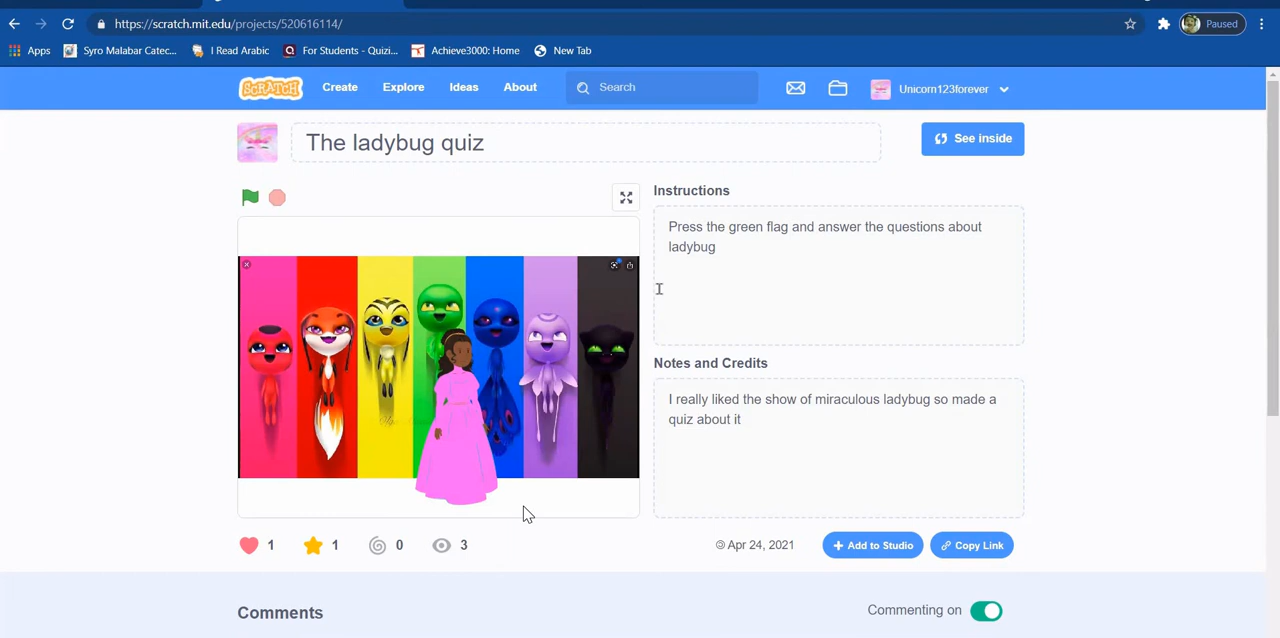 https://scratch.mit.edu/projects/520616114/
Paused
Apps
Syro Malabar Catec...
I Read Arabic
For Students - Quizi...
Achieve3000: Home
New Tab
SCRATCH
Create
Explore
Ideas
About
Search
Unicorn123forever
The ladybug quiz
See inside
Instructions
Press the green flag and answer the questions about
ladybug
Notes and Credits
I really liked the show of miraculous ladybug so made a
quiz about it
1
1
0
3
Apr 24, 2021
Add to Studio
Copy Link
Comments
Commenting on